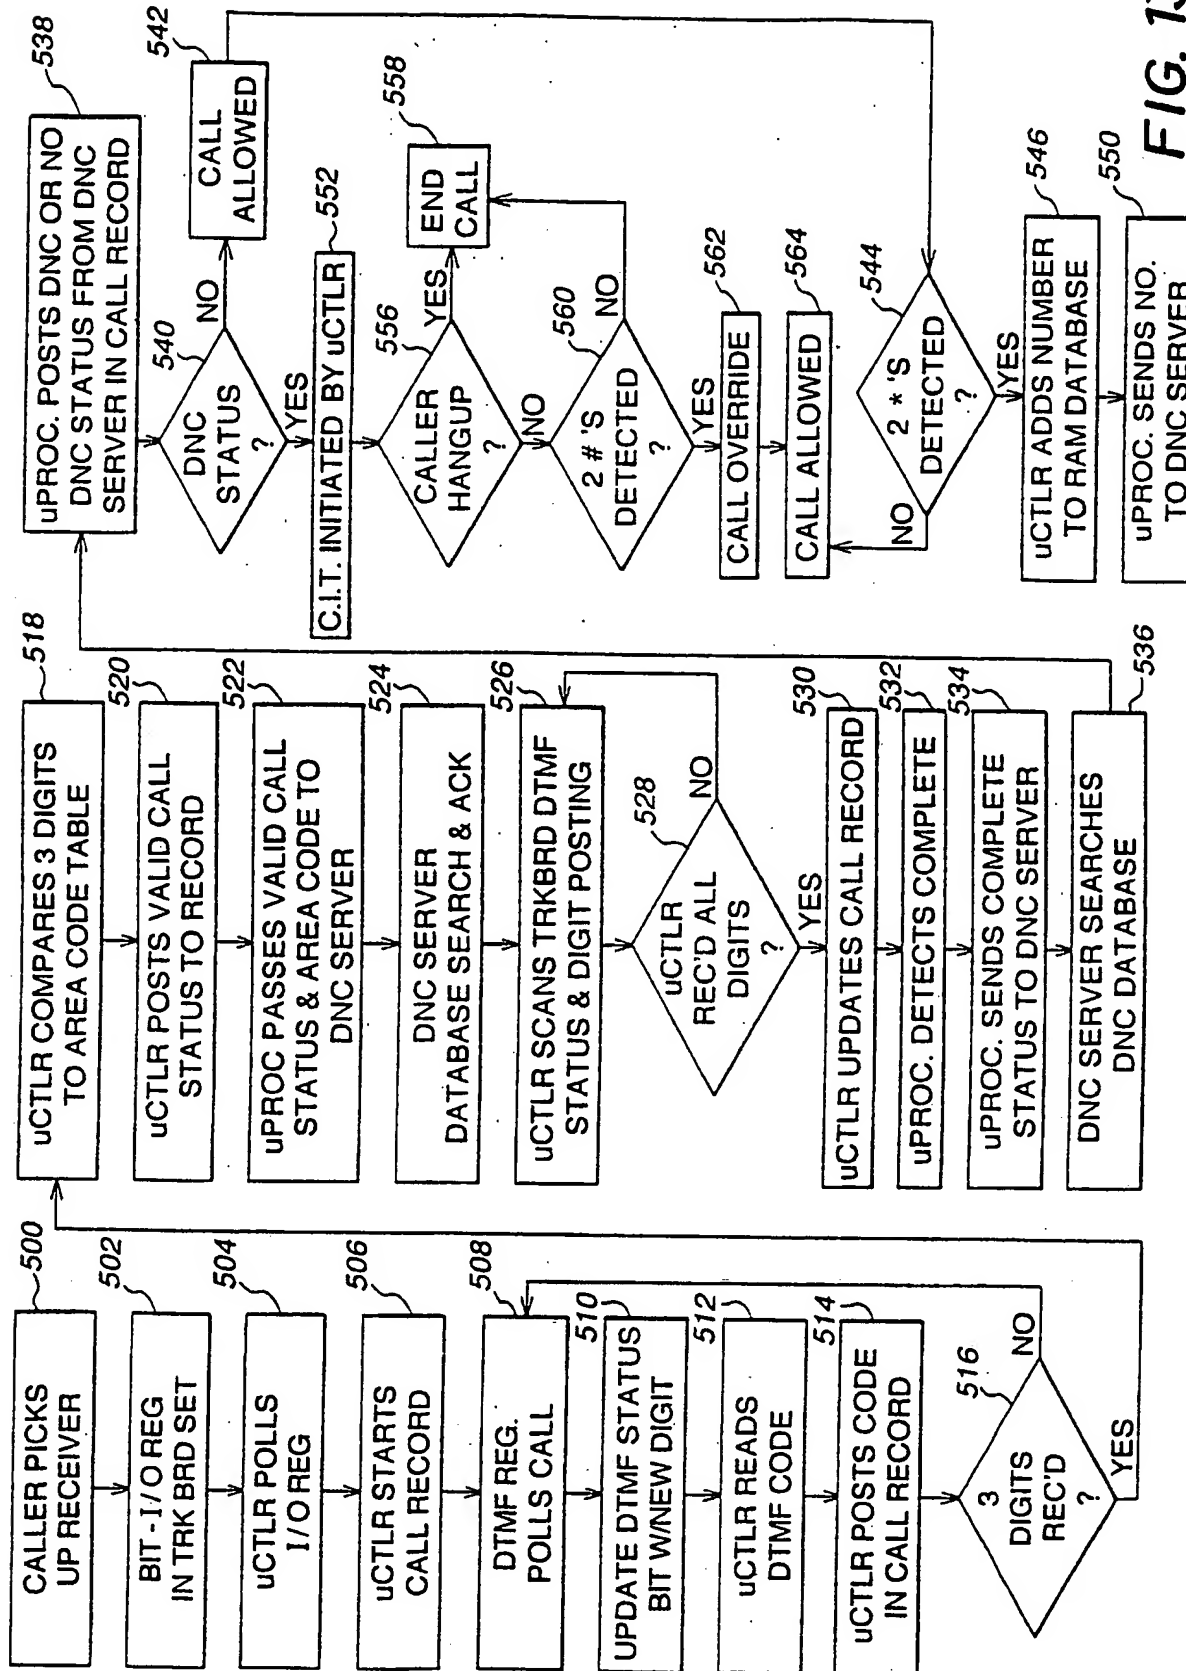 CALLER PICKS
UP RECEIVER
500
BIT - I / O REG
IN TRK BRD SET
502
uCTLR POLLS
I / O REG
504
uCTLR STARTS
CALL RECORD
506
DTMF REG.
POLLS CALL
508
UPDATE DTMF STATUS
BIT W/NEW DIGIT
510
uCTLR READS
DTMF CODE
512
uCTLR POSTS CODE
IN CALL RECORD
514
3
DIGITS
REC'D
?
516
NO
YES
uCTLR COMPARES 3 DIGITS
TO AREA CODE TABLE
518
uCTLR POSTS VALID CALL
STATUS TO RECORD
520
uPROC PASSES VALID CALL
STATUS & AREA CODE TO
DNC SERVER
522
DNC SERVER
DATABASE SEARCH & ACK
524
uCTLR SCANS TRKBRD DTMF
STATUS & DIGIT POSTING
526
uCTLR
REC'D ALL
DIGITS
?
528
NO
YES
uCTLR UPDATES CALL RECORD
530
uPROC. DETECTS COMPLETE
532
uPROC. SENDS COMPLETE
STATUS TO DNC SERVER
534
DNC SERVER SEARCHES
DNC DATABASE
536
uPROC. POSTS DNC OR NO
DNC STATUS FROM DNC
SERVER IN CALL RECORD
538
DNC
STATUS
?
540
NO
YES
CALL
ALLOWED
542
C.I.T. INITIATED BY uCTLR
552
CALLER
HANGUP
?
556
YES
NO
END
CALL
558
2 #'S
DETECTED
?
560
NO
YES
CALL OVERRIDE
562
CALL ALLOWED
564
2 *'S
DETECTED
?
544
NO
YES
uCTLR ADDS NUMBER
TO RAM DATABASE
546
uPROC. SENDS NO.
TO DNC SERVER
550
FIG.